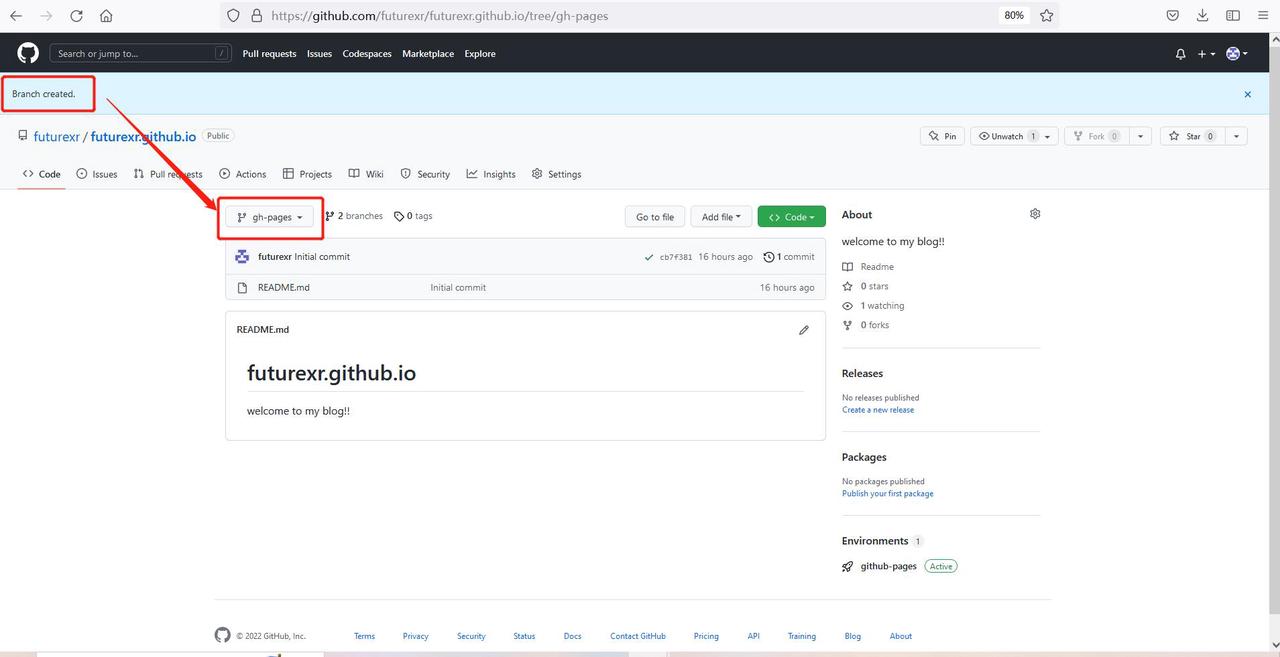 https://github.com/futurexr/futurexr.github.io/tree/gh-pages
80%
Search or jump to...
/
Pull requests
Issues
Codespaces
Marketplace
Explore
Branch created.
futurexr / futurexr.github.io
Public
Pin
Unwatch 1
Fork 0
Star 0
Code
Issues
Pull requests
Actions
Projects
Wiki
Security
Insights
Settings
gh-pages
2 branches
0 tags
Go to file
Add file
Code
futurexr Initial commit
cb7f381 16 hours ago
1 commit
README.md
Initial commit
16 hours ago
README.md
futurexr.github.io
welcome to my blog!!
About
welcome to my blog!!
Readme
0 stars
1 watching
0 forks
Releases
No releases published
Create a new release
Packages
No packages published
Publish your first package
Environments 1
github-pages
Active
© 2022 GitHub, Inc.
Terms
Privacy
Security
Status
Docs
Contact GitHub
Pricing
API
Training
Blog
About